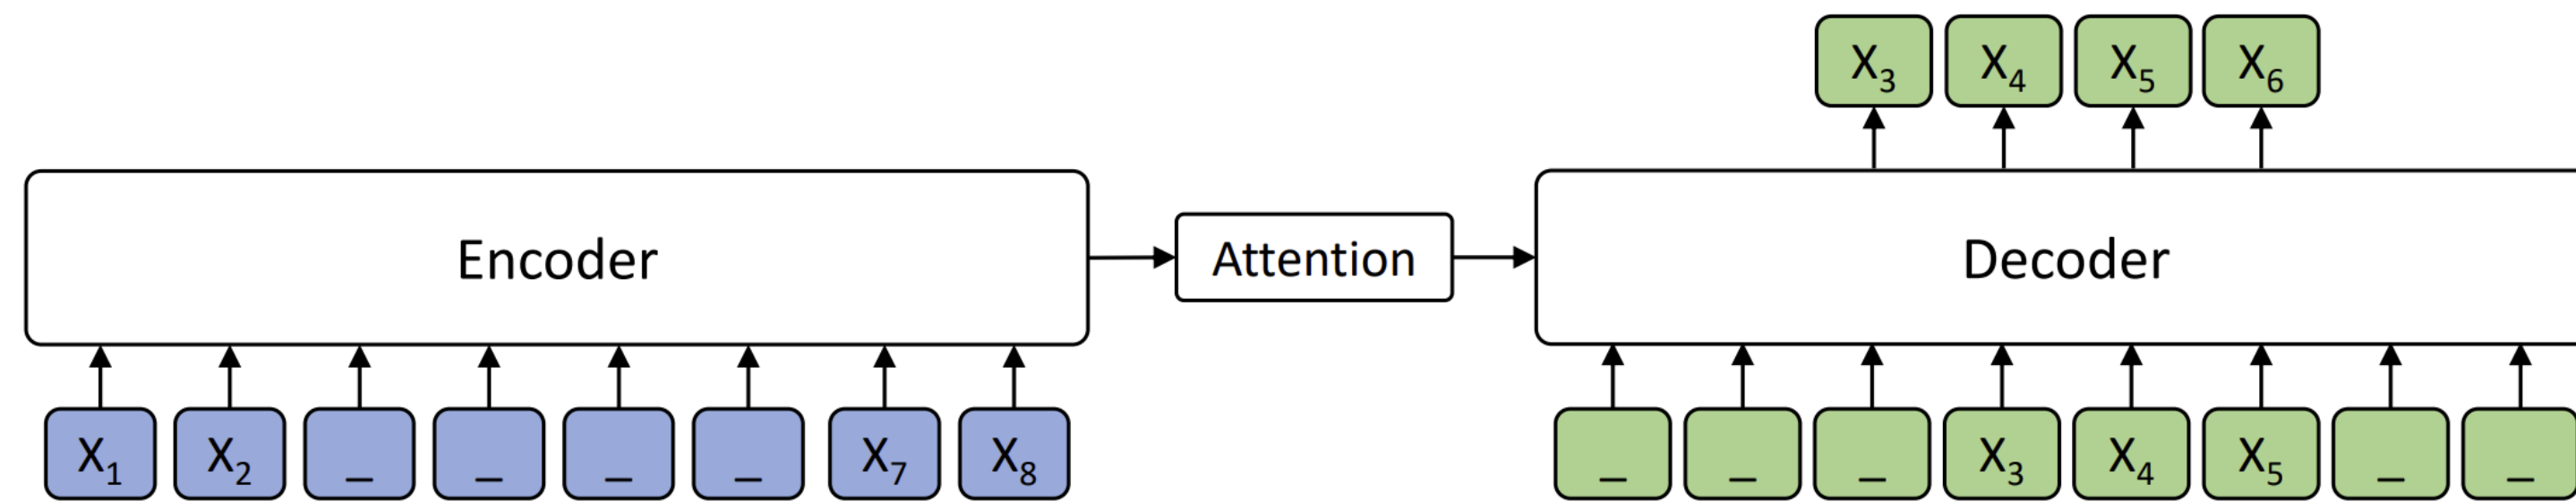 X₃ X₄ X₅ X₆
Encoder Attention Decoder
X₁ X₂ _ _ _ _ X₇ X₈ _ _ _ X₃ X₄ X₅ _ _